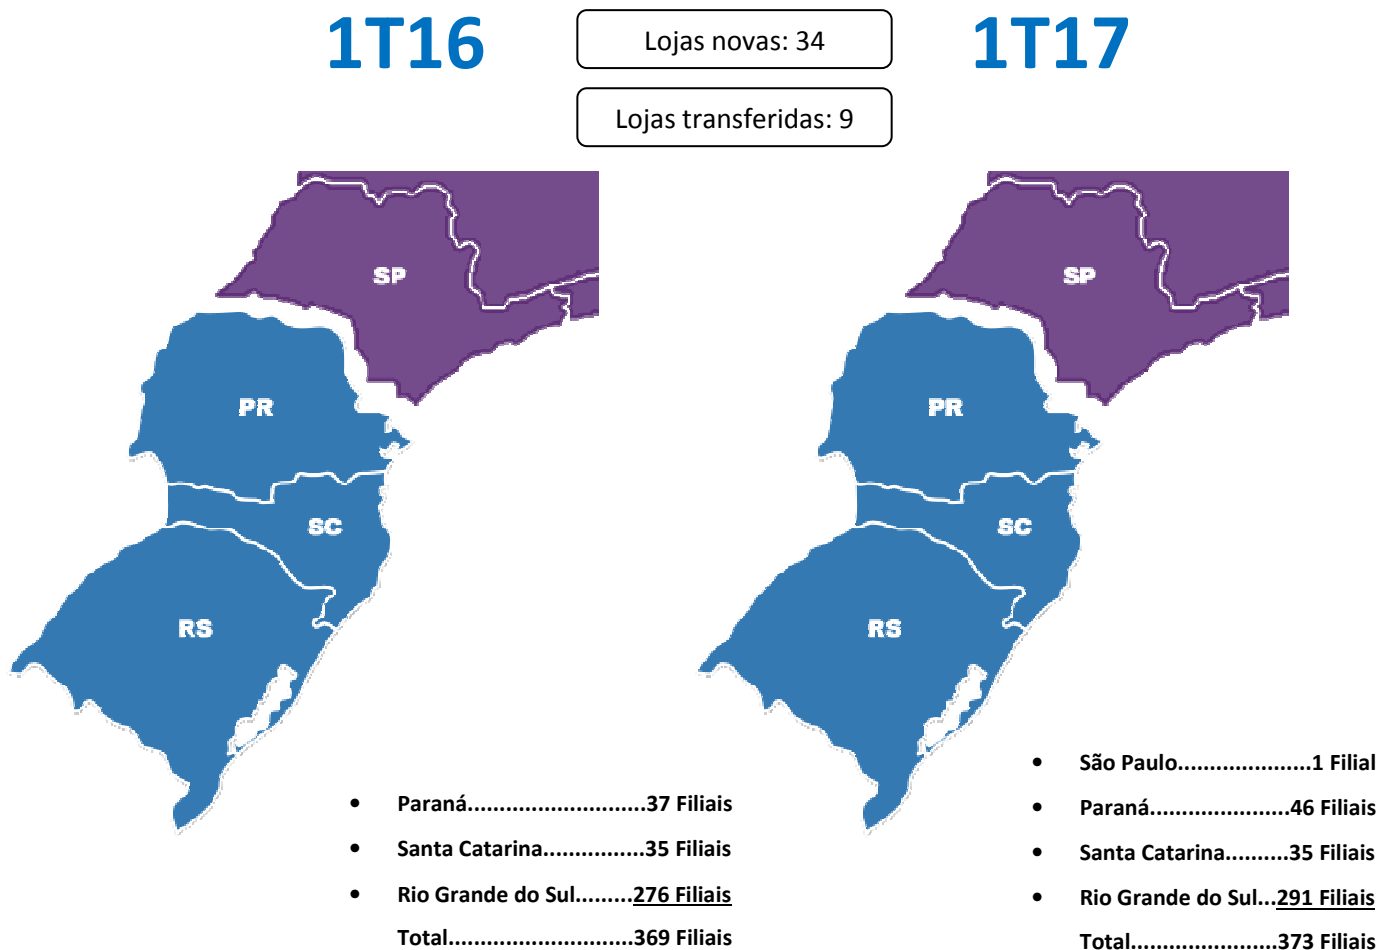 1T16
Lojas novas: 34
1T17
Lojas transferidas: 9
SP
PR
SC
RS
SP
PR
SC
RS
• Paraná............................37 Filiais
• Santa Catarina................35 Filiais
• Rio Grande do Sul.........276 Filiais
Total.............................369 Filiais
• São Paulo.....................1 Filial
• Paraná......................46 Filiais
• Santa Catarina..........35 Filiais
• Rio Grande do Sul...291 Filiais
Total.......................373 Filiais